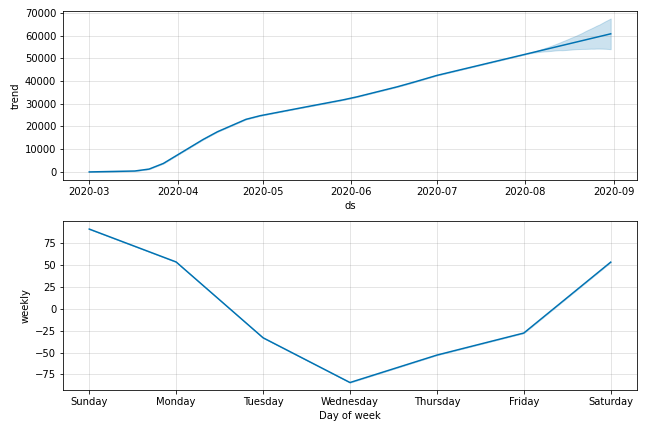 70000
60000
50000
40000
30000
20000
10000
0
trend
2020-03 2020-04 2020-05 2020-06 2020-07 2020-08 2020-09
ds
75
50
25
0
−25
−50
−75
weekly
Sunday Monday Tuesday Wednesday Thursday Friday Saturday
Day of week